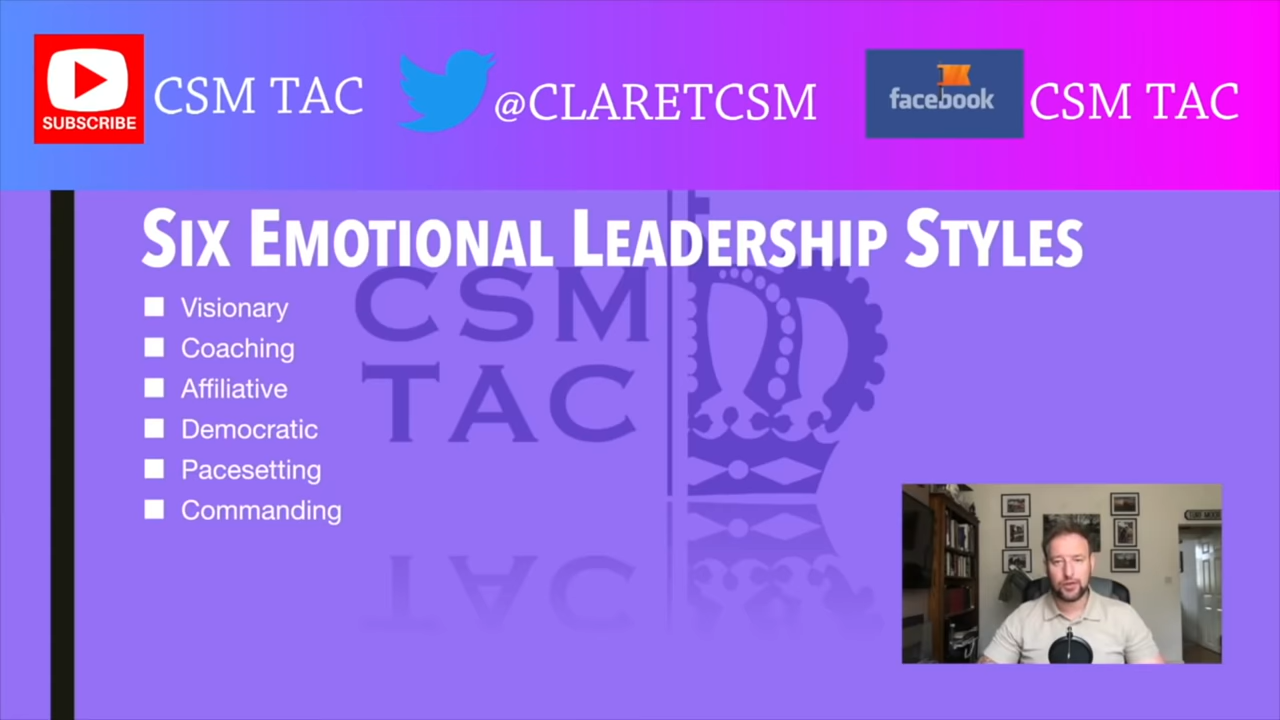 SUBSCRIBE
CSM TAC
@CLARETCSM
facebook
CSM TAC
SIX EMOTIONAL LEADERSHIP STYLES
CSM
TAC
Visionary
Coaching
Affiliative
Democratic
Pacesetting
Commanding